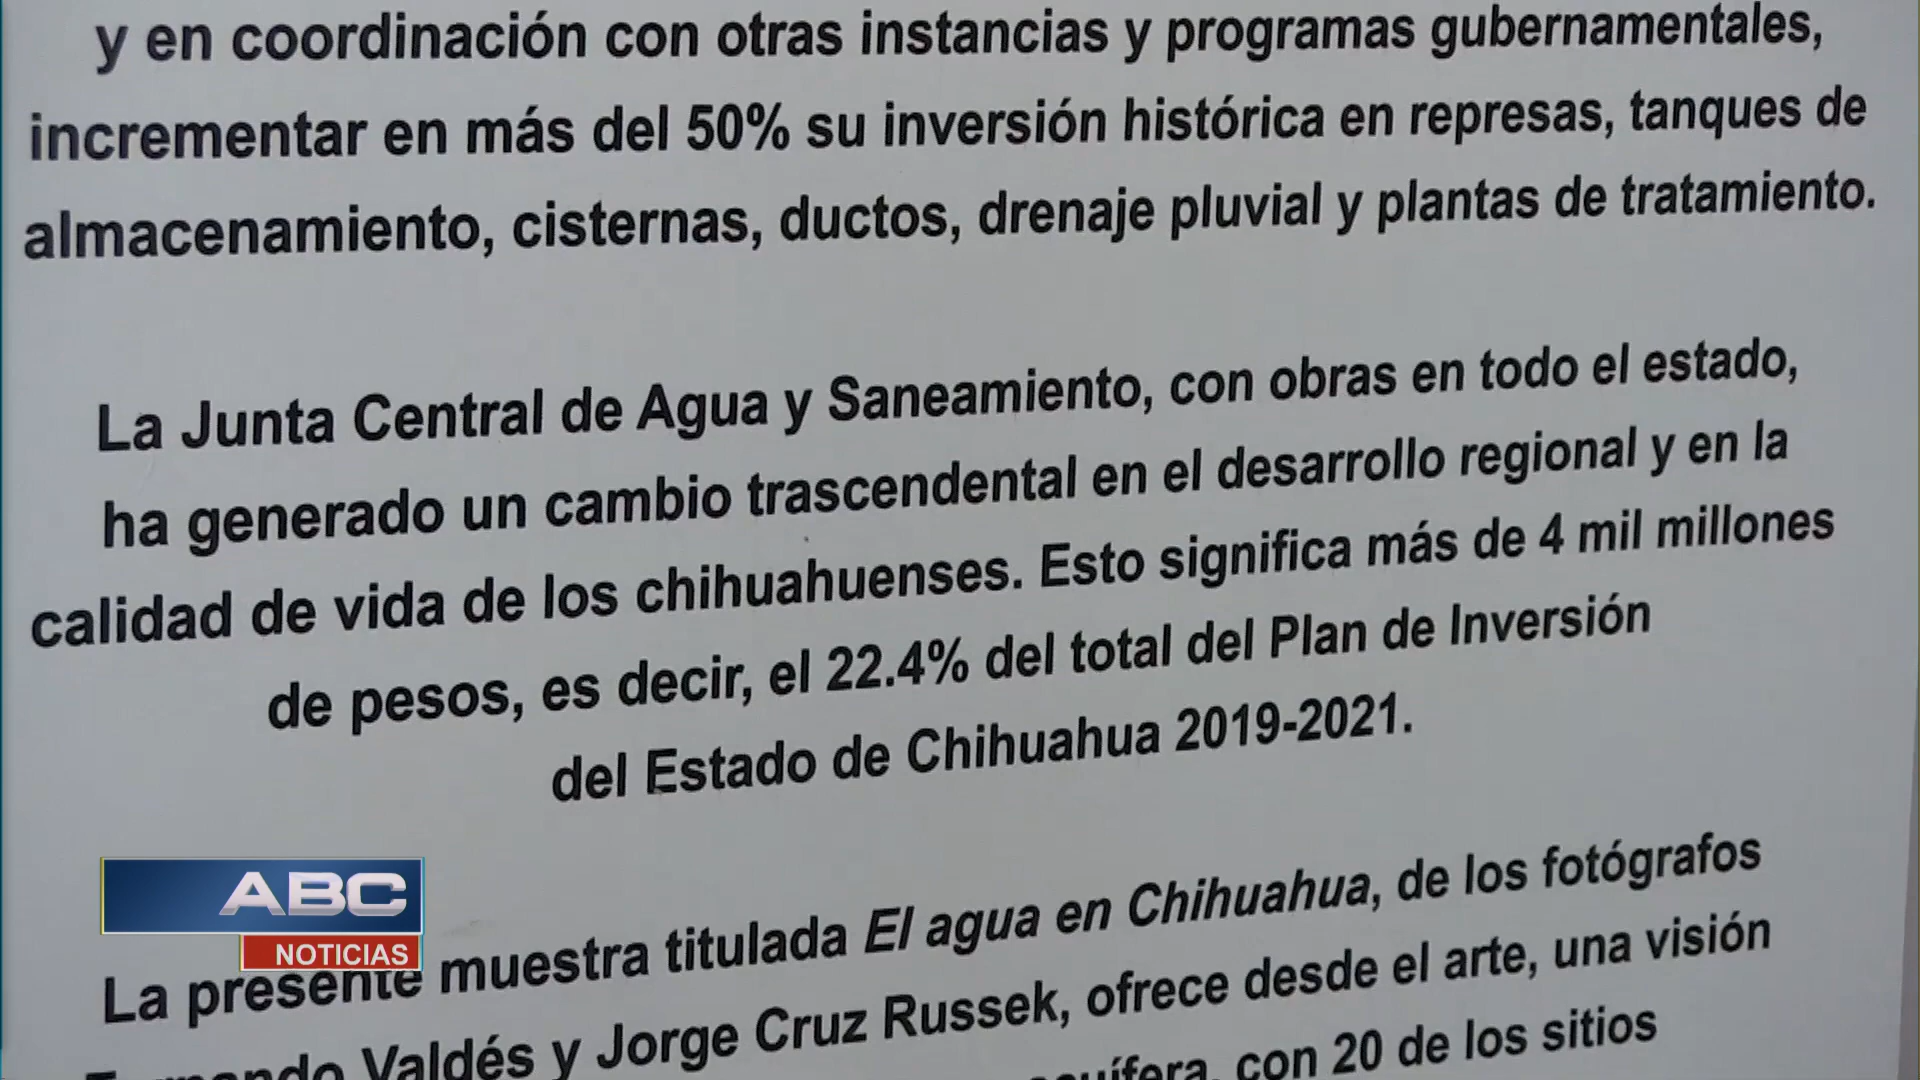 y en coordinación con otras instancias y programas gubernamentales,
incrementar en más del 50% su inversión histórica en represas, tanques de
almacenamiento, cisternas, ductos, drenaje pluvial y plantas de tratamiento.
La Junta Central de Agua y Saneamiento, con obras en todo el estado,
ha generado un cambio trascendental en el desarrollo regional y en la
calidad de vida de los chihuahuenses. Esto significa más de 4 mil millones
de pesos, es decir, el 22.4% del total del Plan de Inversión
del Estado de Chihuahua 2019-2021.
La presente muestra titulada El agua en Chihuahua, de los fotógrafos
Valdés y Jorge Cruz Russek, ofrece desde el arte, una visión
con 20 de los sitios
ABC
NOTICIAS